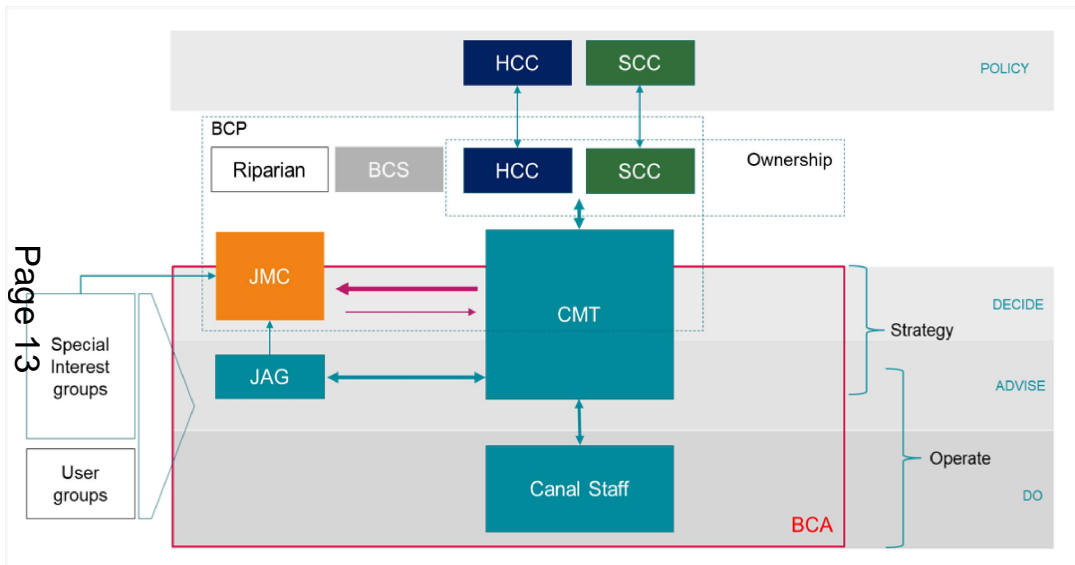 HCC
SCC
POLICY
BCP
Riparian
BCS
HCC
SCC
Ownership
Page 13
JMC
CMT
DECIDE
Strategy
Special
Interest
groups
JAG
ADVISE
User
groups
Canal Staff
Operate
DO
BCA